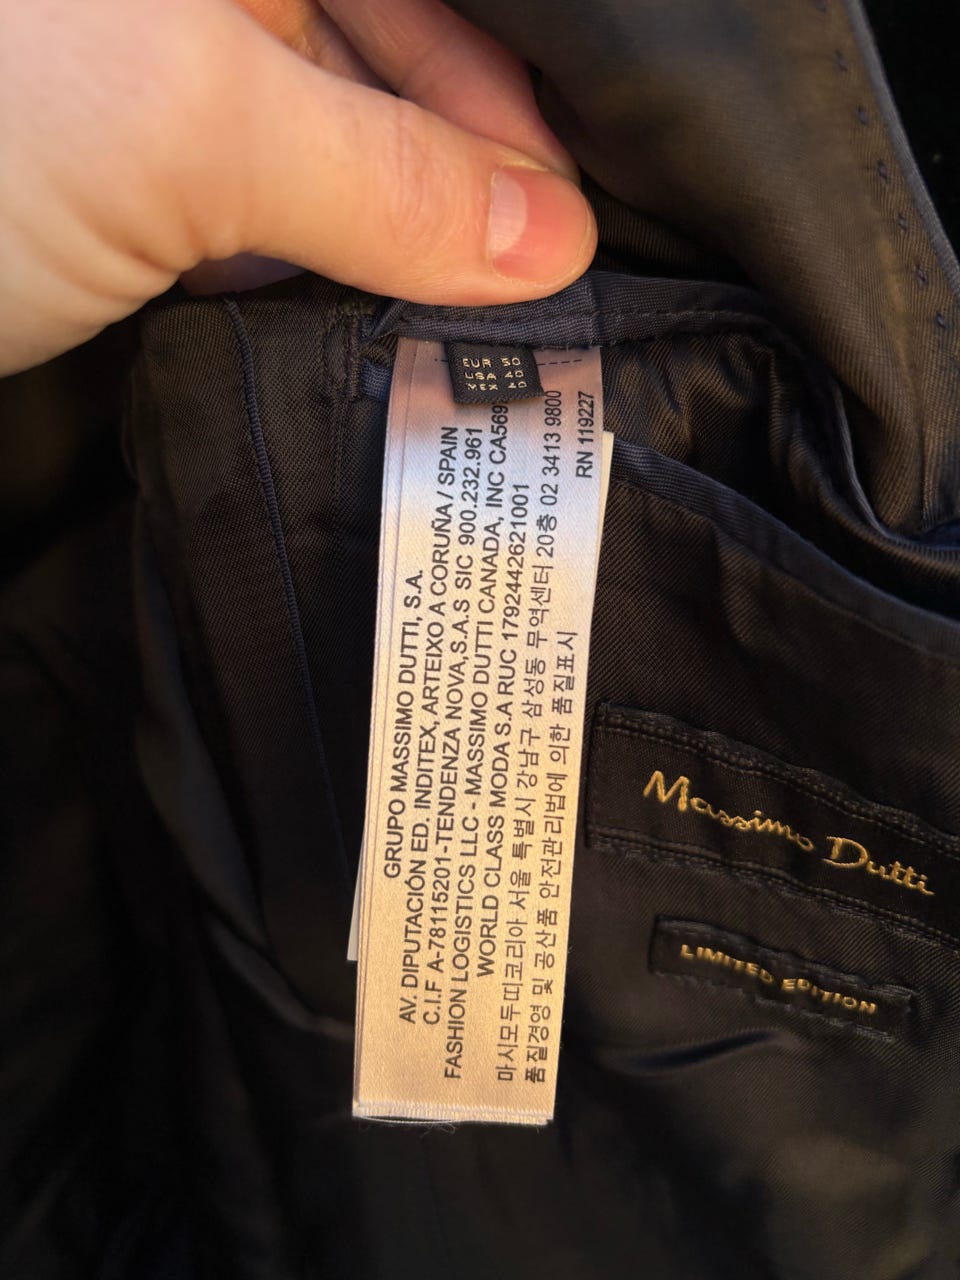 EUR 50
USA 40
MEX 40
GRUPO MASSIMO DUTTI, S.A.
AV. DIPUTACIÓN ED. INDITEX, ARTEIXO A CORUÑA / SPAIN
C.I.F A-78115201-TENDENZA NOVA,S.A.S SIC 900.232.961
FASHION LOGISTICS LLC - MASSIMO DUTTI CANADA, INC CA569
WORLD CLASS MODA S.A RUC 1792442621001
마시모두띠코리아 서울 특별시 강남구 삼성동 무역센터 20층 02 3413 9800
품질경영 및 공산품 안전관리법에 의한 품질표시
RN 119227
Massimo Dutti
LIMITED EDITION